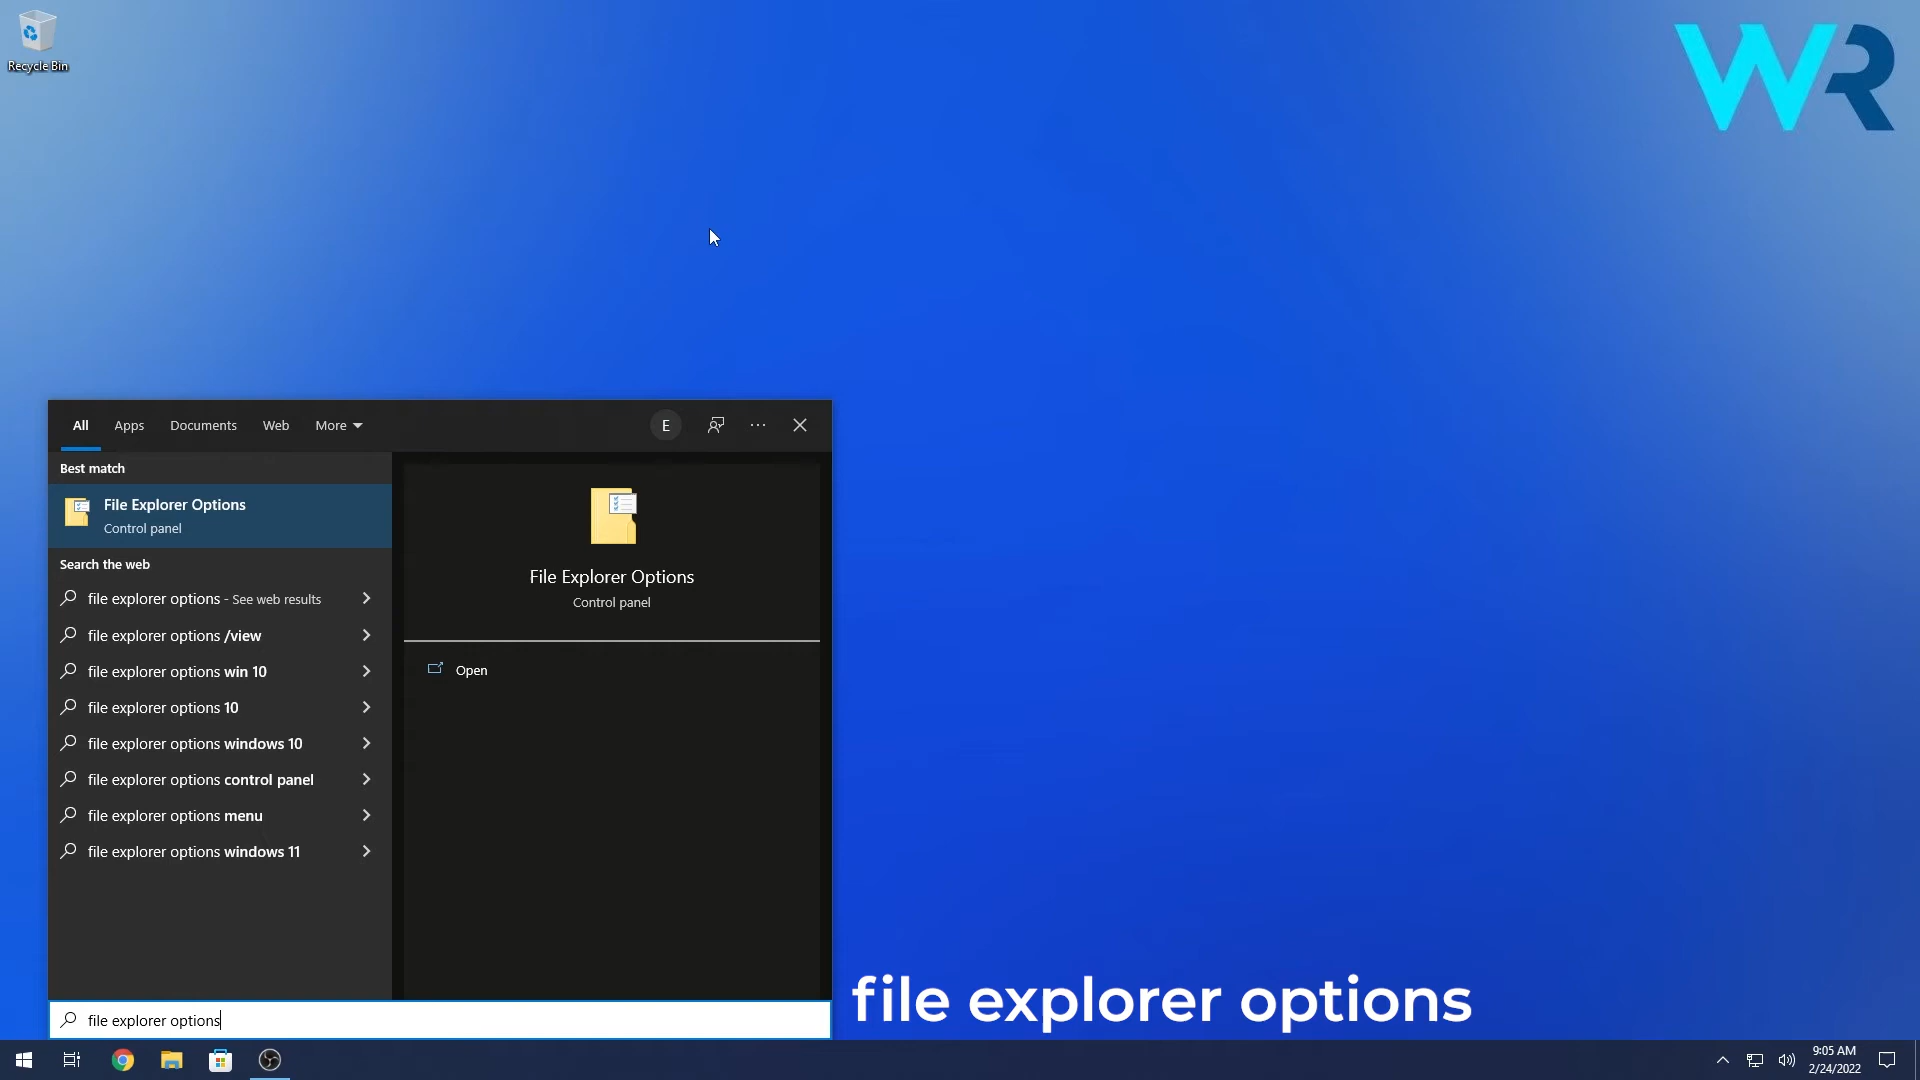 Recycle Bin
WR
All Apps Documents Web More
E
Best match
File Explorer Options
Control panel
Search the web
file explorer options - See web results
file explorer options /view
file explorer options win 10
file explorer options 10
file explorer options windows 10
file explorer options control panel
file explorer options menu
file explorer options windows 11
File Explorer Options
Control panel
Open
file explorer options
file explorer options
9:05 AM
2/24/2022